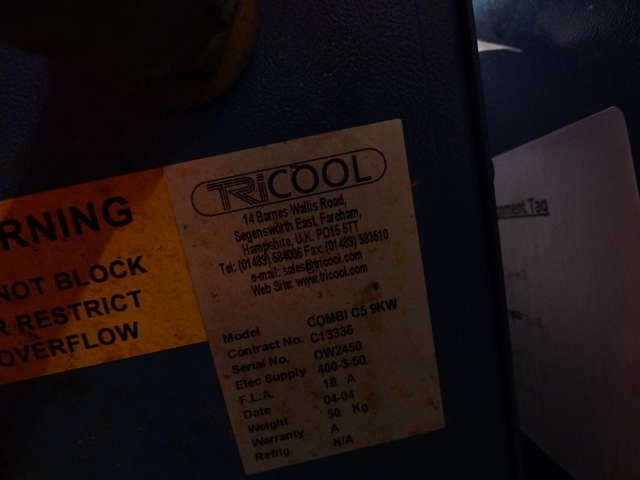 RNING
NOT BLOCK
R RESTRICT
OVERFLOW
TRiCOOL
14 Barnes Wallis Road,
Segensworth East, Fareham,
Hampshire, U.K. PO15 5TT
Tel: (01489) 584006 Fax: (01489) 583510
e-mail: sales@tricool.com
Web Site: www.tricool.com
Model COMBI C5 9KW
Contract No. C13336
Serial No. OW2450
Elec Supply 400-3-50
F.L.A. 18 A
Date 04-04
Weight 50 Kg
Warranty A
Refrig. N/A
Tag